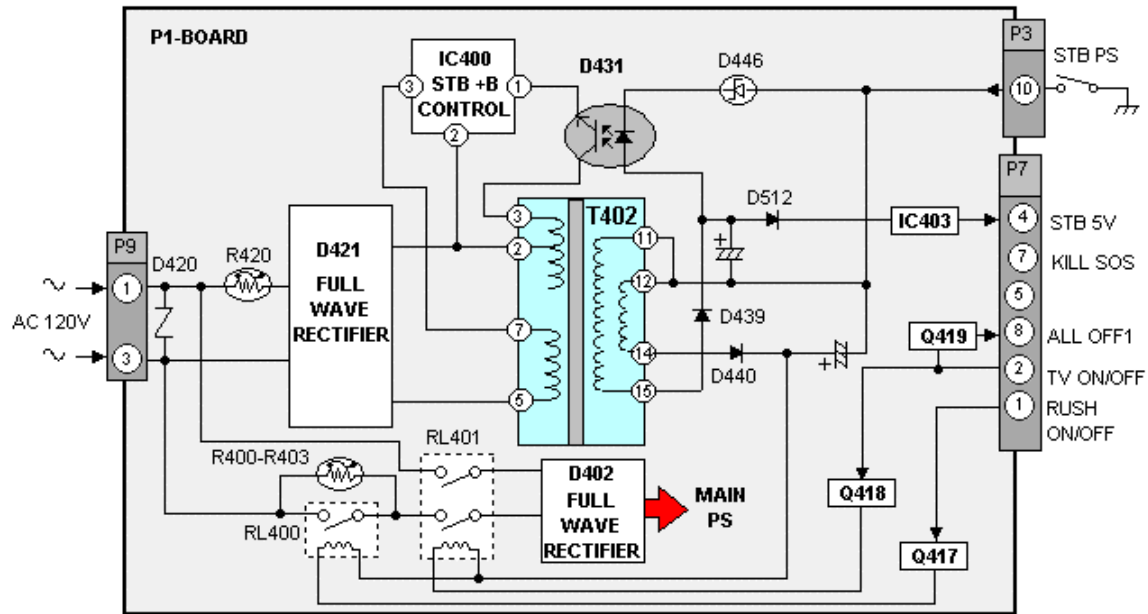 P1-BOARD
IC400
STB +B
CONTROL
3
1
2
D431
D446
P3
10
STB PS
P7
D512
IC403
4
STB 5V
7
KILL SOS
5
Q419
8
ALL OFF1
2
TV ON/OFF
1
RUSH
ON/OFF
P9
D420
R420
1
AC 120V
3
D421
FULL
WAVE
RECTIFIER
T402
3
2
7
5
11
12
14
15
+
D439
D440
+
RL401
R400-R403
RL400
D402
FULL
WAVE
RECTIFIER
MAIN
PS
Q418
Q417